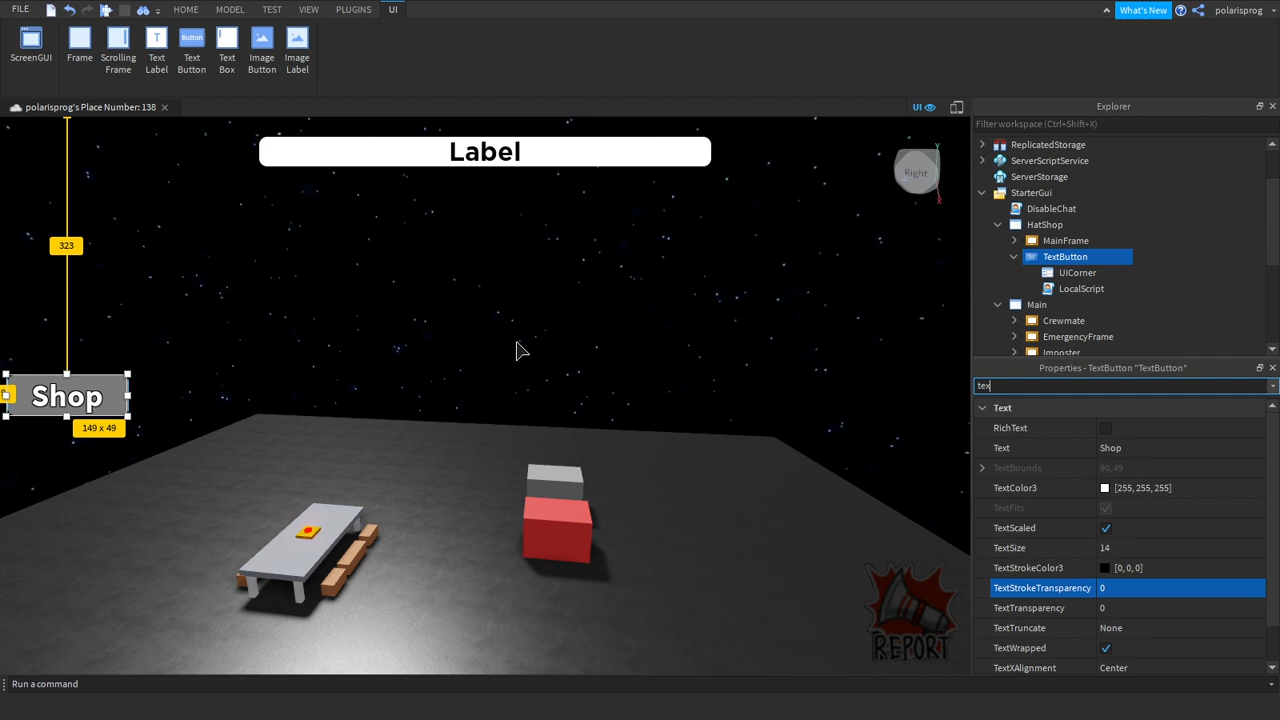 FILE HOME MODEL TEST VIEW PLUGINS UI What's New polarisprog
ScreenGUI Frame Scrolling Frame Text Label Button Text Button Text Box Image Button Image Label
polarisprog's Place Number: 138 UI
Label
Right
Y
X
323
Shop
149 x 49
REPORT
Explorer
Filter workspace (Ctrl+Shift+X)
ReplicatedStorage
ServerScriptService
ServerStorage
StarterGui
DisableChat
HatShop
MainFrame
TextButton
UICorner
LocalScript
Main
Crewmate
EmergencyFrame
Imposter
Properties - TextButton "TextButton"
tex
Text
RichText
Text Shop
TextBounds 90, 49
TextColor3 [255, 255, 255]
TextFits
TextScaled
TextSize 14
TextStrokeColor3 [0, 0, 0]
TextStrokeTransparency 0
TextTransparency 0
TextTruncate None
TextWrapped
TextXAlignment Center
Run a command